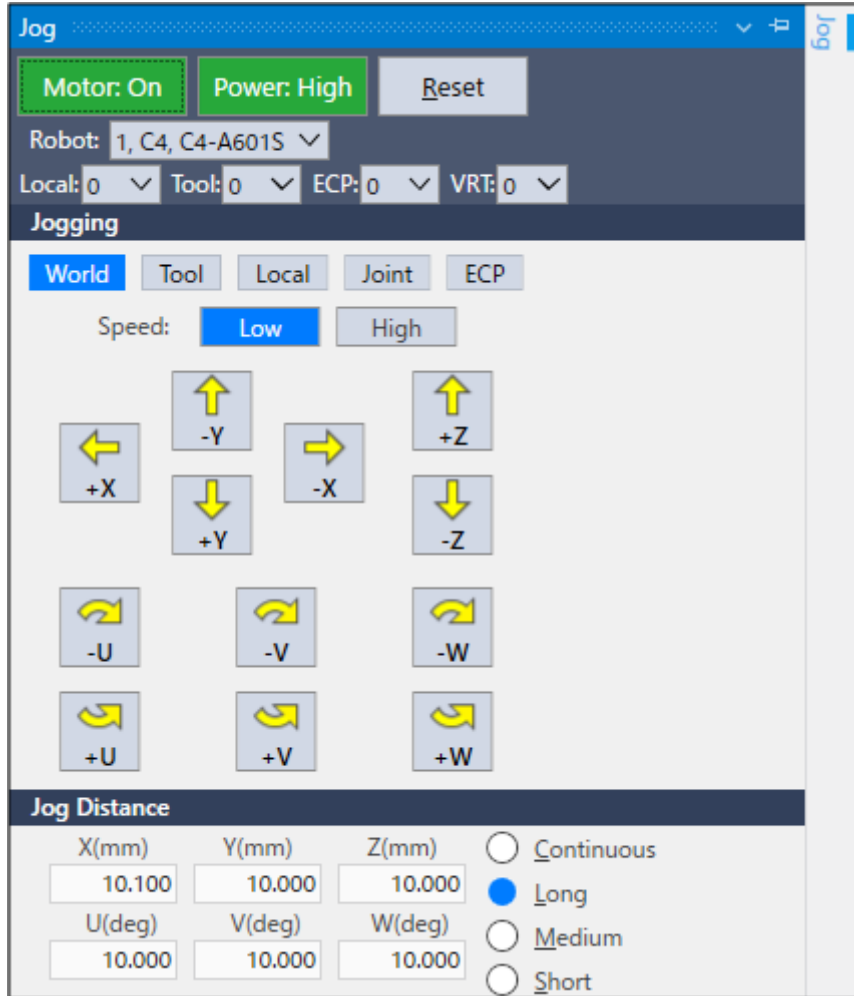 Jog
Jog
Motor: On Power: High Reset
Robot: 1, C4, C4-A601S
Local: 0 Tool: 0 ECP: 0 VRT: 0
Jogging
World Tool Local Joint ECP
Speed: Low High
-Y +Z
+X -X
+Y -Z
-U -V -W
+U +V +W
Jog Distance
X(mm) Y(mm) Z(mm) Continuous
10.100 10.000 10.000 Long
U(deg) V(deg) W(deg) Medium
10.000 10.000 10.000 Short